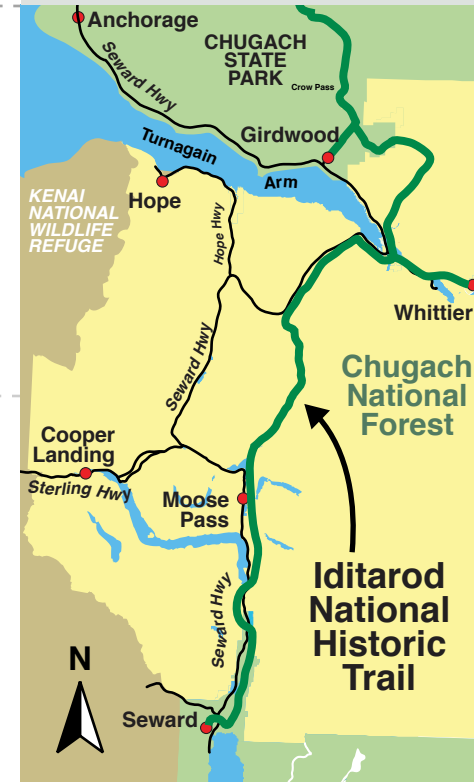 Anchorage
Seward Hwy
CHUGACH
STATE
PARK
Crow Pass
Girdwood
Turnagain
Arm
Hope
Hope Hwy
KENAI
NATIONAL
WILDLIFE
REFUGE
Whittier
Seward Hwy
Chugach
National
Forest
Cooper
Landing
Sterling Hwy
Moose
Pass
Iditarod
National
Historic
Trail
Seward Hwy
N
Seward